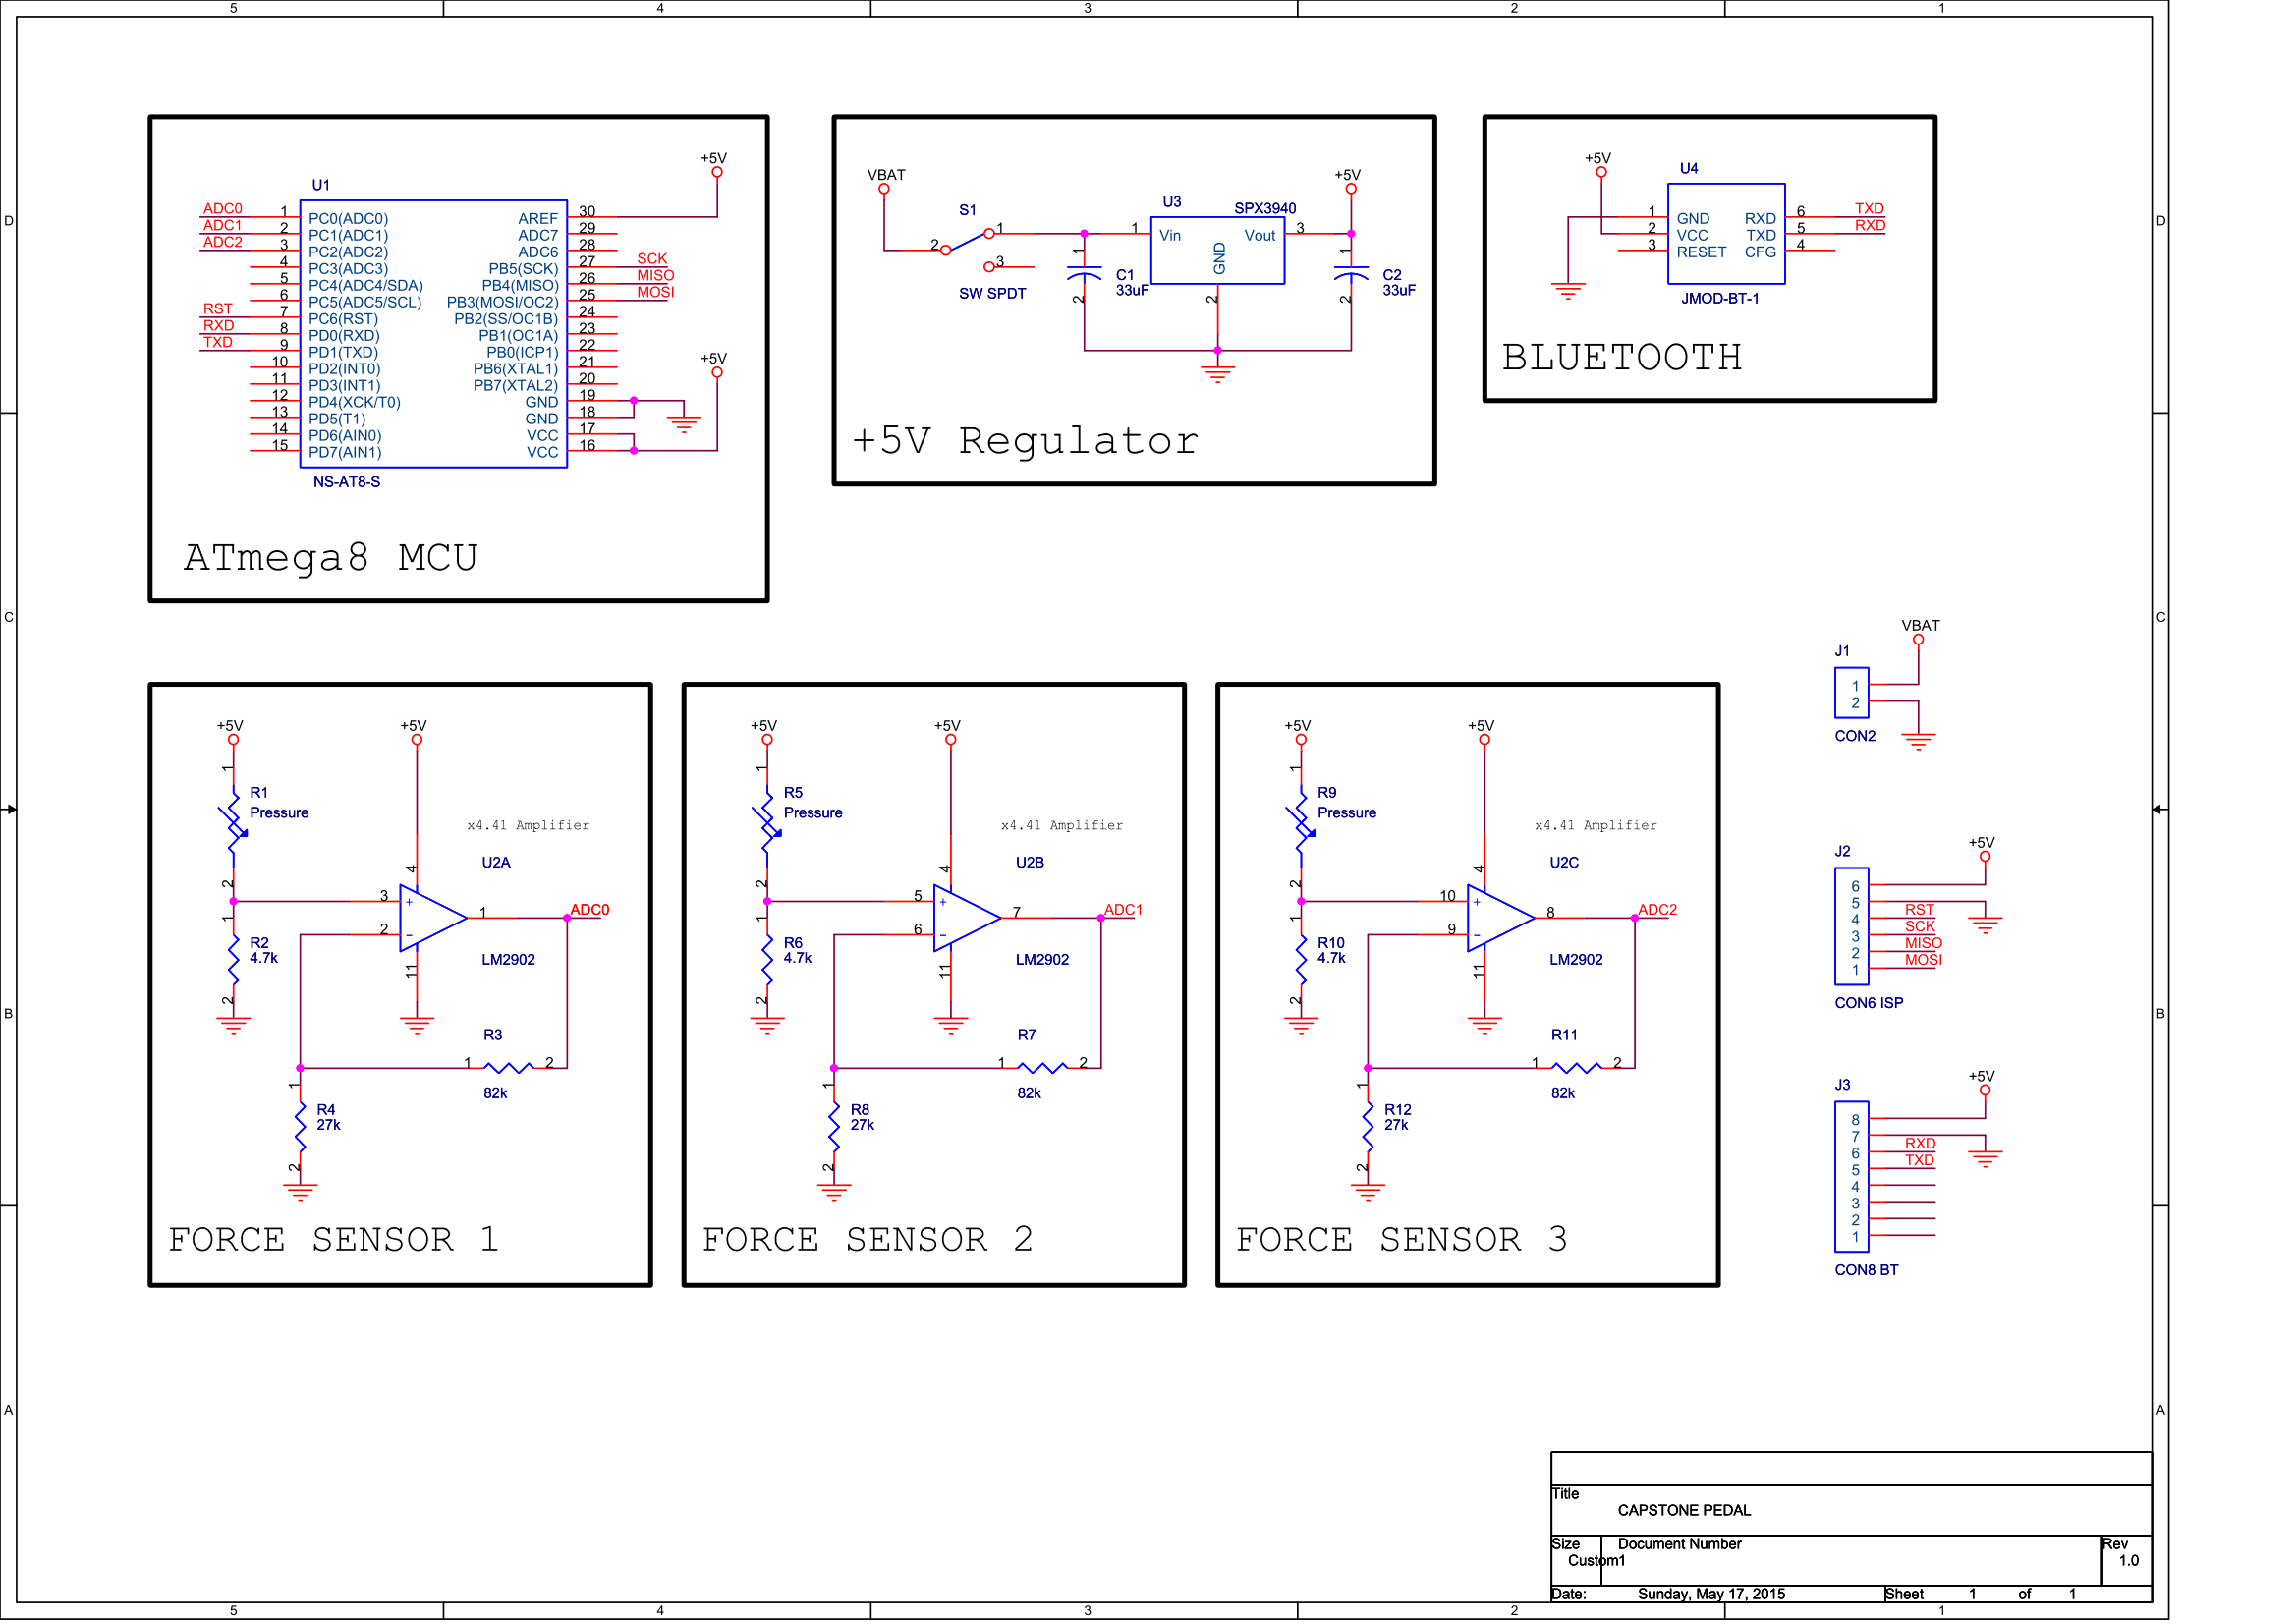 5 4 3 2 1
D
C
B
A
+5V
U1
ADC0 1 PC0(ADC0) AREF 30
ADC1 2 PC1(ADC1) ADC7 29
ADC2 3 PC2(ADC2) ADC6 28
4 PC3(ADC3) PB5(SCK) 27 SCK
5 PC4(ADC4/SDA) PB4(MISO) 26 MISO
6 PC5(ADC5/SCL) PB3(MOSI/OC2) 25 MOSI
RST 7 PC6(RST) PB2(SS/OC1B) 24
RXD 8 PD0(RXD) PB1(OC1A) 23
TXD 9 PD1(TXD) PB0(ICP1) 22
+5V
10 PD2(INT0) PB6(XTAL1) 21
11 PD3(INT1) PB7(XTAL2) 20
12 PD4(XCK/T0) GND 19
13 PD5(T1) GND 18
14 PD6(AIN0) VCC 17
15 PD7(AIN1) VCC 16
NS-AT8-S
ATmega8 MCU
VBAT +5V
S1 U3 SPX3940
2 1 1 Vin Vout 3
3 GND
SW SPDT
1 C1 33uF 2
2
1 C2 33uF 2
+5V Regulator
+5V
U4
1 GND RXD 6 TXD
2 VCC TXD 5 RXD
3 RESET CFG 4
JMOD-BT-1
BLUETOOTH
+5V +5V
1
R1
Pressure
x4.41 Amplifier
2
4
U2A
3 +
2 -
1 ADC0
1
R2
4.7k
2
11
LM2902
R3
1 2
82k
1
R4
27k
2
FORCE SENSOR 1
+5V +5V
1
R5
Pressure
x4.41 Amplifier
2
4
U2B
5 +
6 -
7 ADC1
1
R6
4.7k
2
11
LM2902
R7
1 2
82k
1
R8
27k
2
FORCE SENSOR 2
+5V +5V
1
R9
Pressure
x4.41 Amplifier
2
4
U2C
10 +
9 -
8 ADC2
1
R10
4.7k
2
11
LM2902
R11
1 2
82k
1
R12
27k
2
FORCE SENSOR 3
VBAT
J1
1
2
CON2
+5V
J2
6
5
4 RST
3 SCK
2 MISO
1 MOSI
CON6 ISP
+5V
J3
8
7
6 RXD
5 TXD
4
3
2
1
CON8 BT
D
C
B
A
Title
CAPSTONE PEDAL
Size Document Number Rev
Custom1 1.0
Date: Sunday, May 17, 2015 Sheet 1 of 1
5 4 3 2 1